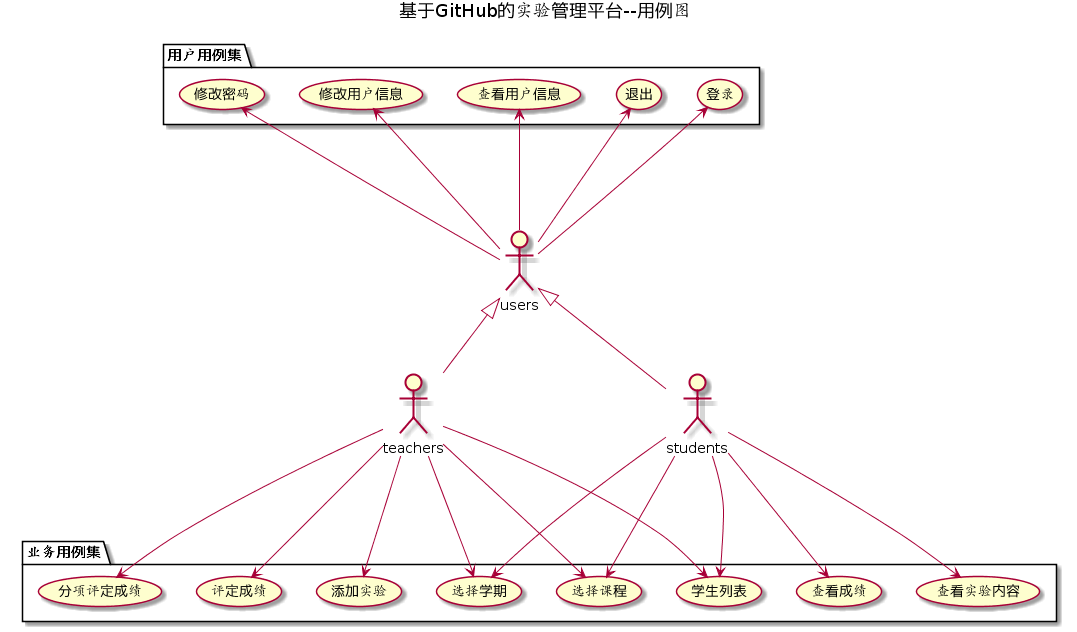 基于GitHub的实验管理平台--用例图
用户用例集
修改密码
修改用户信息
查看用户信息
退出
登录
users
teachers
students
业务用例集
分项评定成绩
评定成绩
添加实验
选择学期
选择课程
学生列表
查看成绩
查看实验内容